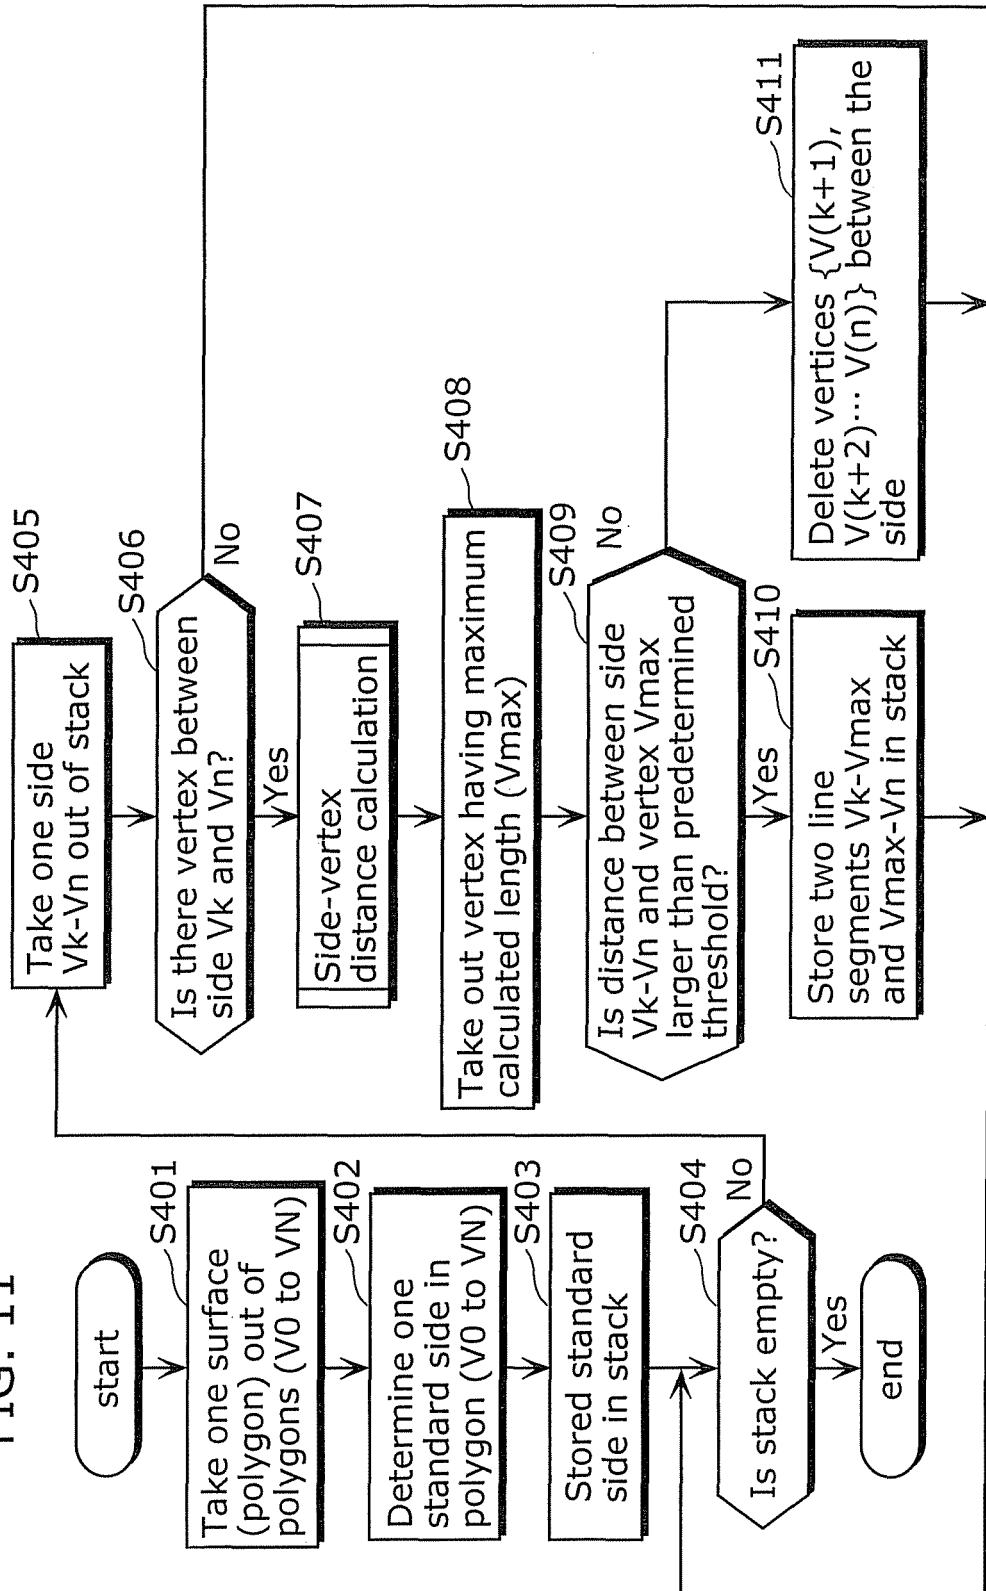 FIG. 11
start
S401
Take one surface
(polygon) out of
polygons (V0 to VN)
S402
Determine one
standard side in
polygon (V0 to VN)
S403
Stored standard
side in stack
S404
Is stack empty?
No
Yes
end
S405
Take one side
Vk-Vn out of stack
S406
Is there vertex between
side Vk and Vn?
No
Yes
S407
Side-vertex
distance calculation
S408
Take out vertex having maximum
calculated length (Vmax)
S409
Is distance between side
Vk-Vn and vertex Vmax
larger than predetermined
threshold?
No
Yes
S410
Store two line
segments Vk-Vmax
and Vmax-Vn in stack
S411
Delete vertices {V(k+1),
V(k+2)··· V(n)} between the
side